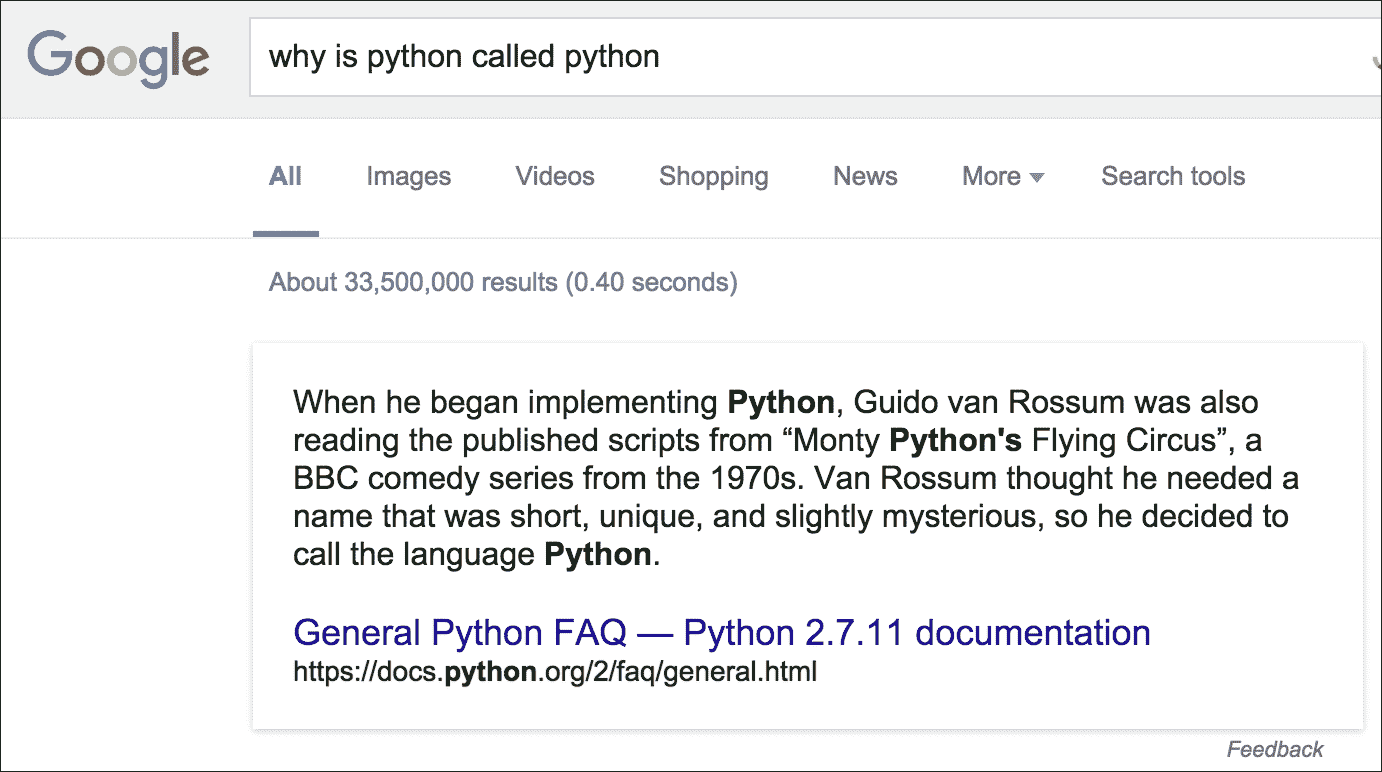 Google
why is python called python
All Images Videos Shopping News More Search tools
About 33,500,000 results (0.40 seconds)
When he began implementing Python, Guido van Rossum was also
reading the published scripts from “Monty Python's Flying Circus”, a
BBC comedy series from the 1970s. Van Rossum thought he needed a
name that was short, unique, and slightly mysterious, so he decided to
call the language Python.
General Python FAQ — Python 2.7.11 documentation
https://docs.python.org/2/faq/general.html
Feedback